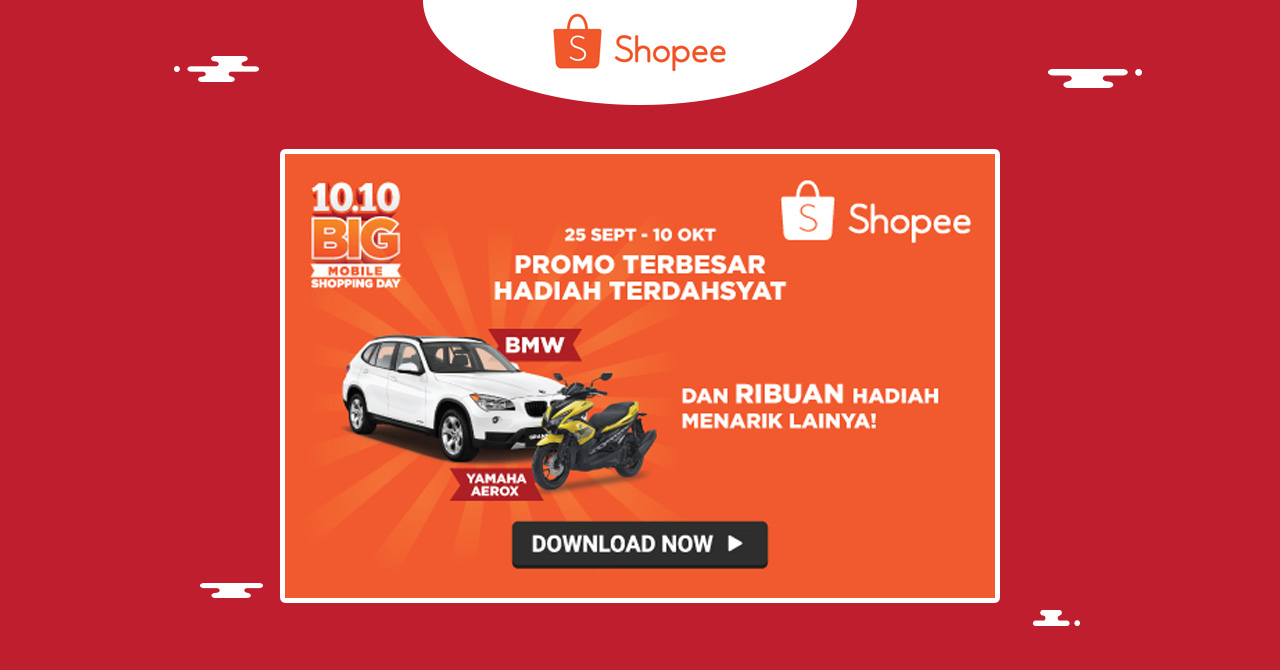 Shopee
10.10
BIG
MOBILE
SHOPPING DAY
Shopee
25 SEPT - 10 OKT
PROMO TERBESAR
HADIAH TERDAHSYAT
BMW
DAN RIBUAN HADIAH
MENARIK LAINYA!
YAMAHA
AEROX
DOWNLOAD NOW